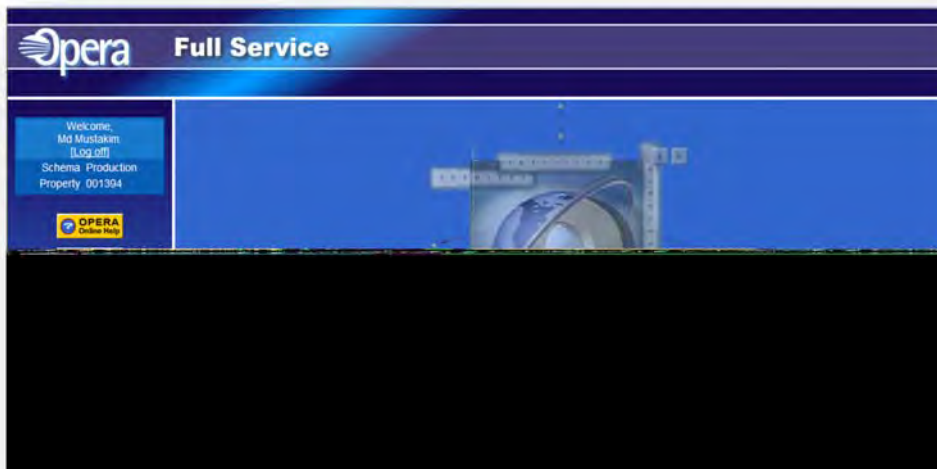 Opera
Full Service
Welcome,
Md Mustakim
[Log off]
Schema Production
Property 001394
OPERA
Online Help